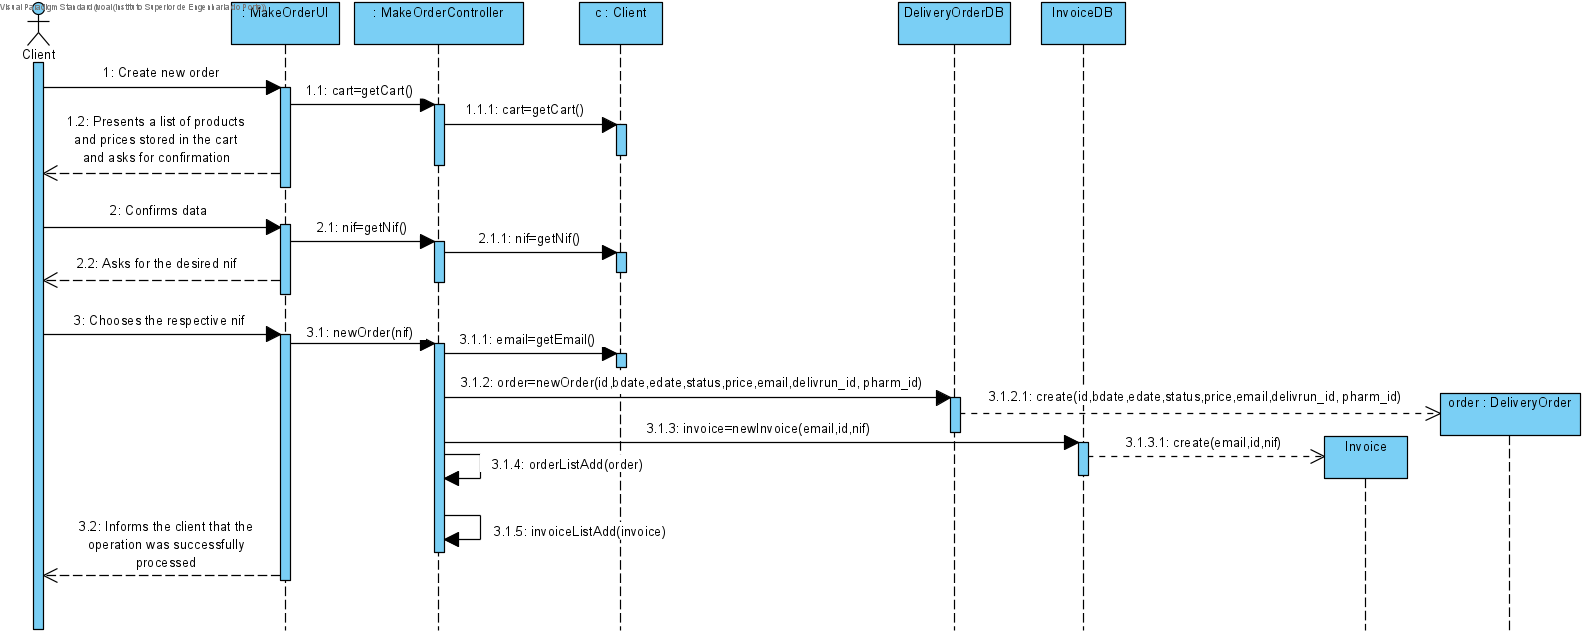 Visual Paradigm Standard (Instituto Superior de Engenharia do Porto)
: MakeOrderUI
: MakeOrderController
c : Client
DeliveryOrderDB
InvoiceDB
Client
1: Create new order
1.1: cart=getCart()
1.1.1: cart=getCart()
1.2: Presents a list of products
and prices stored in the cart
and asks for confirmation
2: Confirms data
2.1: nif=getNif()
2.1.1: nif=getNif()
2.2: Asks for the desired nif
3: Chooses the respective nif
3.1: newOrder(nif)
3.1.1: email=getEmail()
3.1.2: order=newOrder(id,bdate,edate,status,price,email,delivrun_id, pharm_id)
3.1.2.1: create(id,bdate,edate,status,price,email,delivrun_id, pharm_id)
order : DeliveryOrder
3.1.3: invoice=newInvoice(email,id,nif)
3.1.3.1: create(email,id,nif)
Invoice
3.1.4: orderListAdd(order)
3.1.5: invoiceListAdd(invoice)
3.2: Informs the client that the
operation was successfully
processed